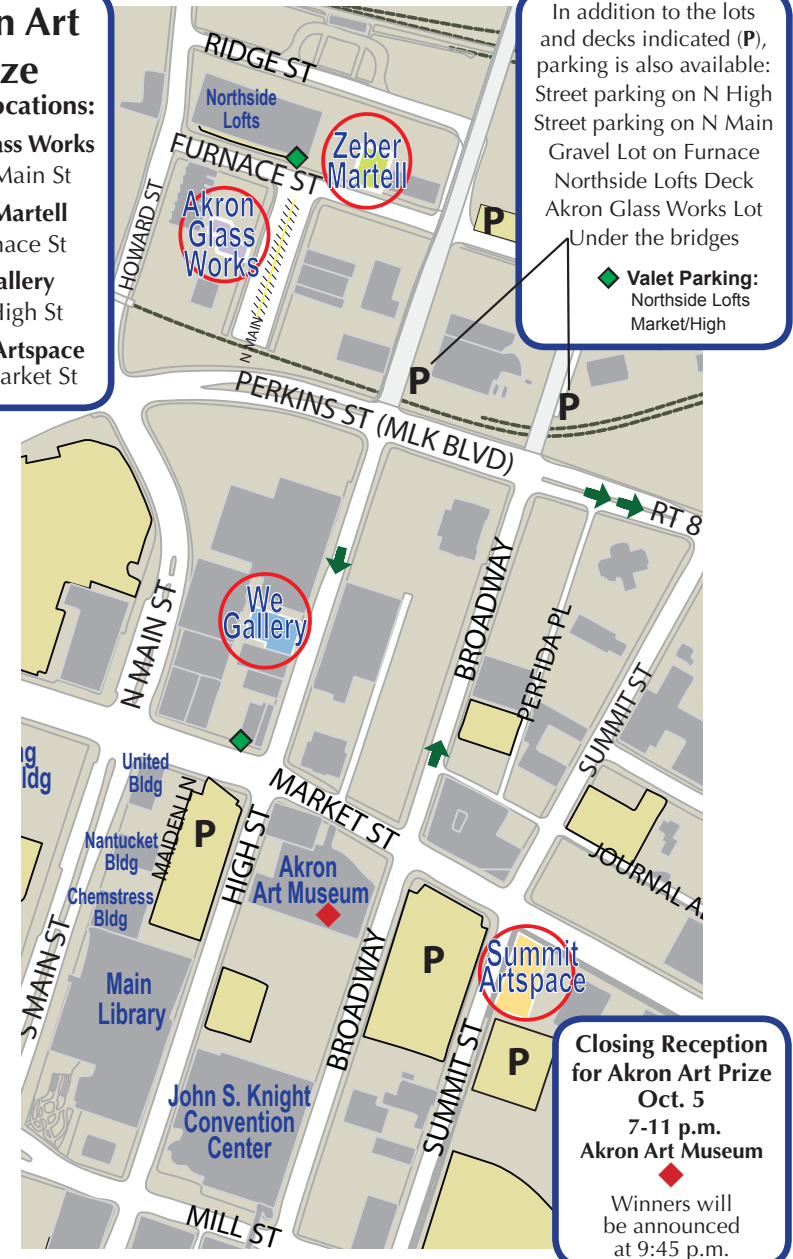 n Art
ze
ocations:
ass Works
Main St
Martell
nace St
allery
High St
Artspace
arket St
In addition to the lots
and decks indicated (P),
parking is also available:
Street parking on N High
Street parking on N Main
Gravel Lot on Furnace
Northside Lofts Deck
Akron Glass Works Lot
Under the bridges
Valet Parking:
Northside Lofts
Market/High
RIDGE ST
Northside
Lofts
FURNACE ST
Zeber
Martell
Akron
Glass
Works
HOWARD ST
N MAIN
P
P
P
PERKINS ST (MLK BLVD)
RT 8
We
Gallery
N MAIN ST
BROADWAY
PERFIDA PL
SUMMIT ST
ng
ldg
United
Bldg
MAIDEN LN
P
Nantucket
Bldg
HIGH ST
MARKET ST
Chemstress
Bldg
Akron
Art Museum
JOURNAL A
S MAIN ST
Main
Library
BROADWAY
P
Summit
Artspace
SUMMIT ST
P
John S. Knight
Convention
Center
MILL ST
Closing Reception
for Akron Art Prize
Oct. 5
7-11 p.m.
Akron Art Museum
Winners will
be announced
at 9:45 p.m.